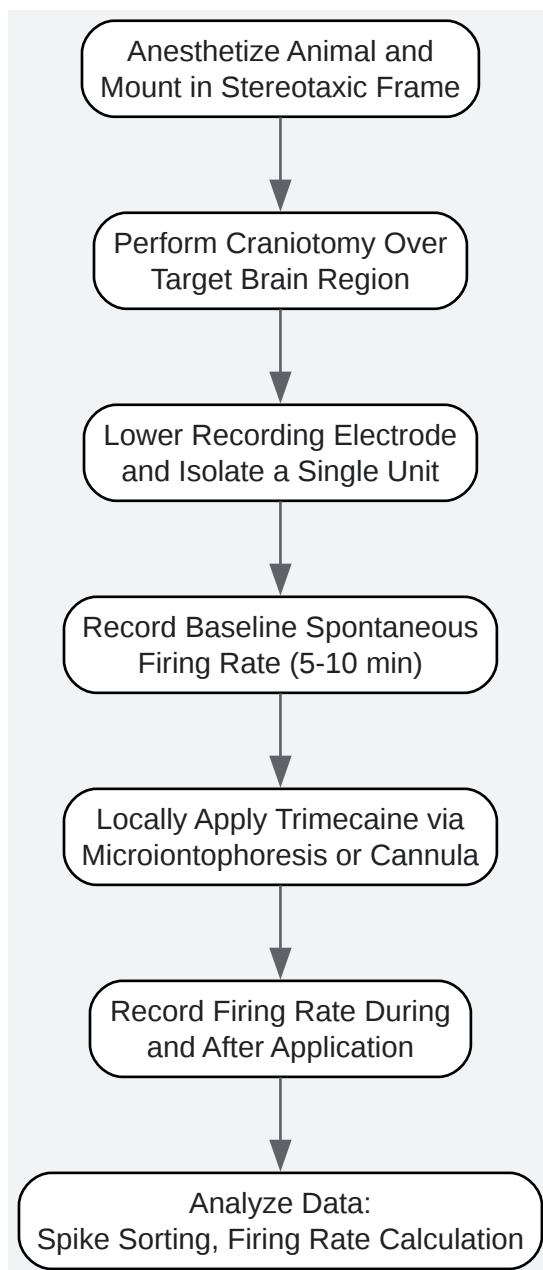 Anesthetize Animal and
Mount in Stereotaxic Frame
Perform Craniotomy Over
Target Brain Region
Lower Recording Electrode
and Isolate a Single Unit
Record Baseline Spontaneous
Firing Rate (5-10 min)
Locally Apply Trimecaine via
Microiontophoresis or Cannula
Record Firing Rate During
and After Application
Analyze Data:
Spike Sorting, Firing Rate Calculation